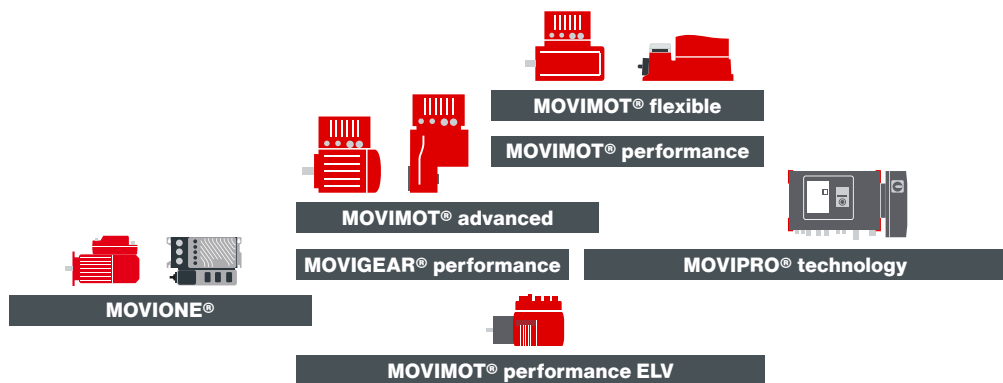 MOVIMOT® flexible
MOVIMOT® performance
MOVIMOT® advanced
MOVIGEAR® performance
MOVIPRO® technology
MOVIONE®
MOVIMOT® performance ELV